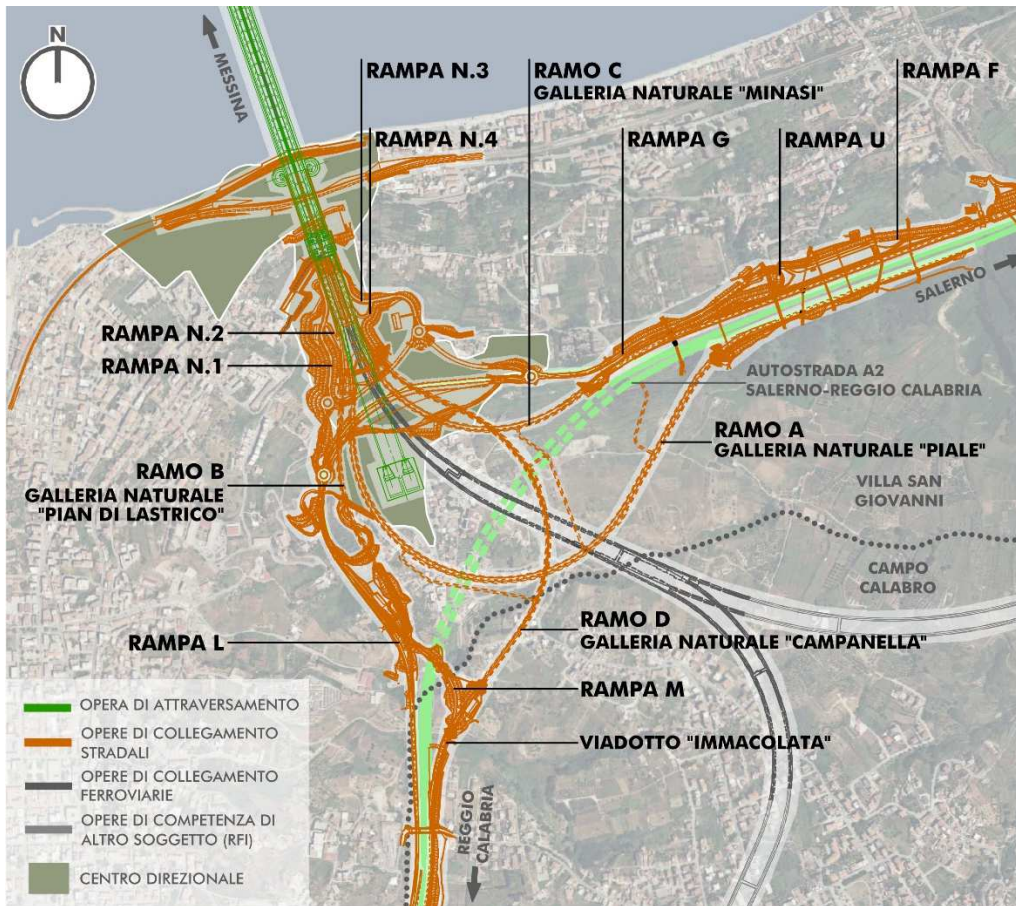 N
MESSINA
RAMPA N.3
RAMPA N.4
RAMO C
GALLERIA NATURALE "MINASI"
RAMPA G
RAMPA U
RAMPA F
SALERNO
RAMPA N.2
RAMPA N.1
AUTOSTRADA A2
SALERNO-REGGIO CALABRIA
RAMO A
GALLERIA NATURALE "PIALE"
RAMO B
GALLERIA NATURALE
"PIAN DI LASTRICO"
VILLA SAN
GIOVANNI
CAMPO
CALABRO
RAMO D
GALLERIA NATURALE "CAMPANELLA"
RAMPA L
RAMPA M
VIADOTTO "IMMACOLATA"
REGGIO
CALABRIA
OPERA DI ATTRAVERSAMENTO
OPERE DI COLLEGAMENTO
STRADALI
OPERE DI COLLEGAMENTO
FERROVIARIE
OPERE DI COMPETENZA DI
ALTRO SOGGETTO (RFI)
CENTRO DIREZIONALE